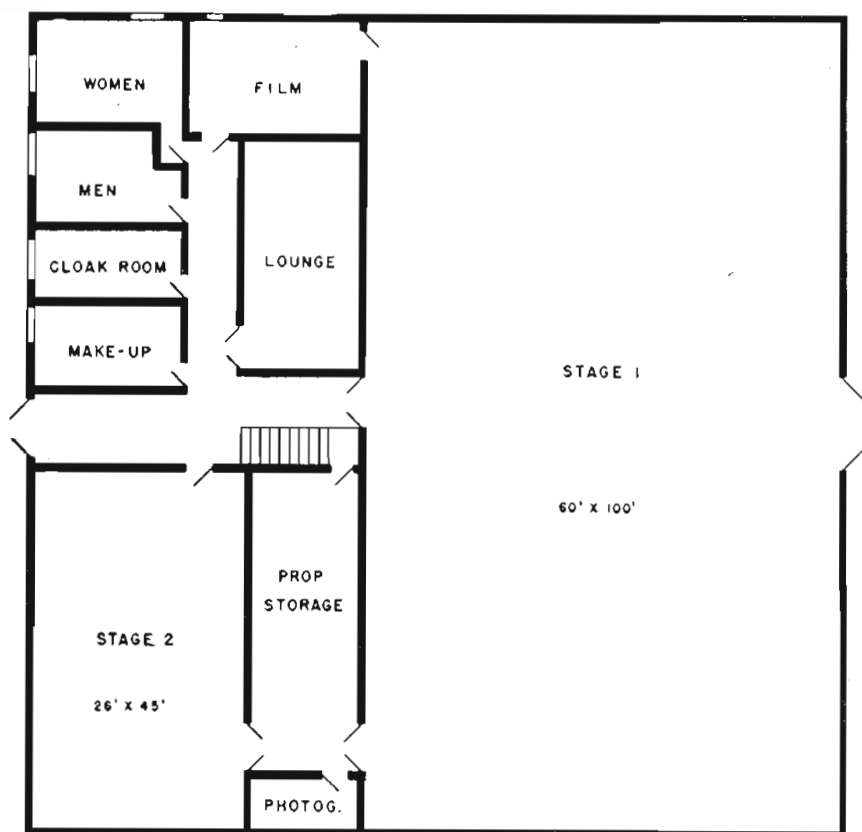 WOMEN
FILM
MEN
LOUNGE
CLOAK ROOM
MAKE-UP
STAGE 1
60' X 100'
PROP
STORAGE
STAGE 2
26' X 45'
PHOTOG.